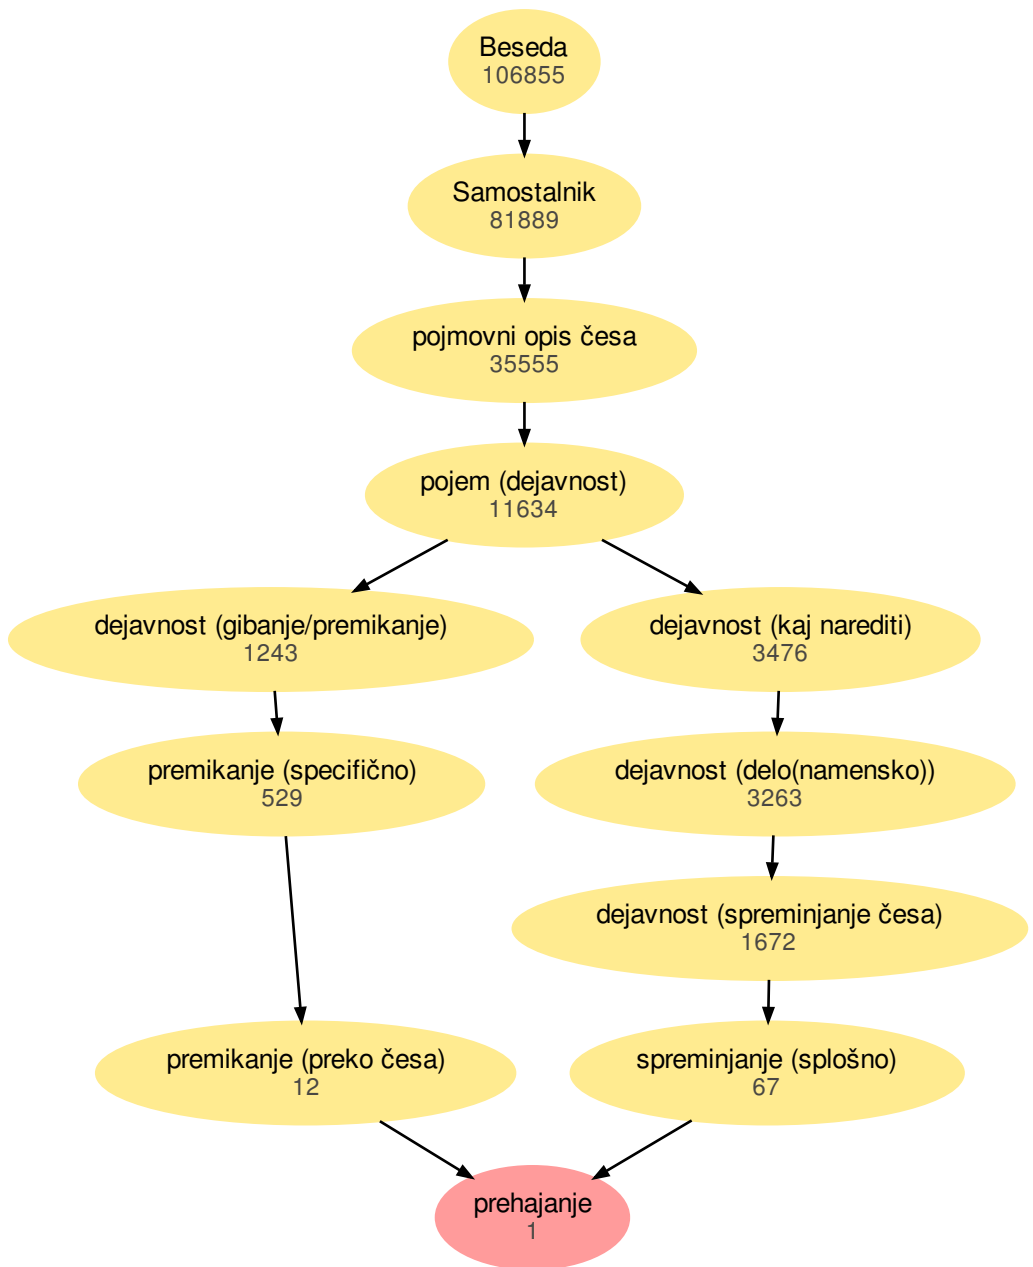 Beseda
106855
Samostalnik
81889
pojmovni opis česa
35555
pojem (dejavnost)
11634
dejavnost (gibanje/premikanje)
1243
dejavnost (kaj narediti)
3476
premikanje (specifično)
529
dejavnost (delo(namensko))
3263
dejavnost (spreminjanje česa)
1672
premikanje (preko česa)
12
spreminjanje (splošno)
67
prehajanje
1